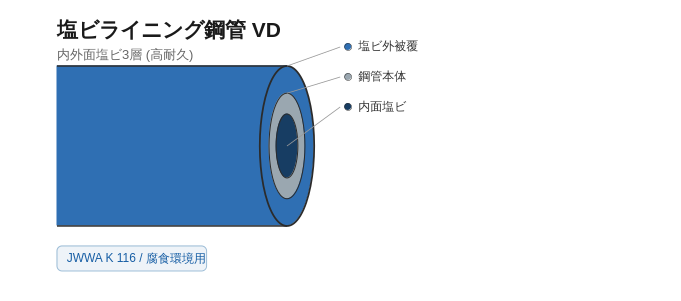 塩ビライニング鋼管 VD
内外面塩ビ3層 (高耐久)
塩ビ外被覆
鋼管本体
内面塩ビ
JWWA K 116 / 腐食環境用